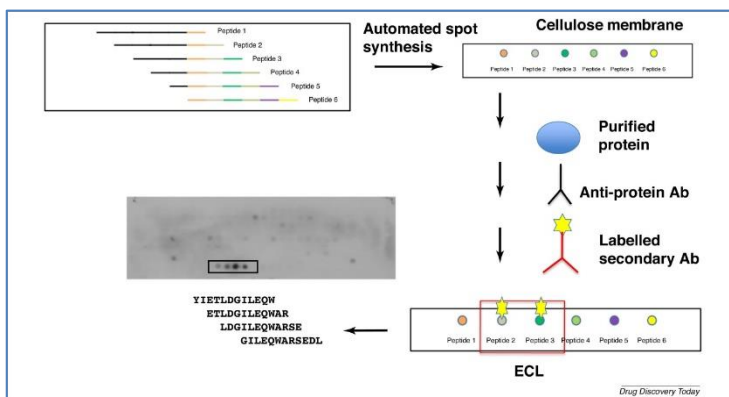 Peptide 1
Peptide 2
Peptide 3
Peptide 4
Peptide 5
Peptide 6
Automated spot
synthesis
Cellulose membrane
Peptide 1 Peptide 2 Peptide 3 Peptide 4 Peptide 5 Peptide 6
Purified
protein
Anti-protein Ab
Labelled
secondary Ab
YIETLDGILEQW
ETLDGILEQWAR
LDGILEQWARSE
GILEQWARSEDL
Peptide 1 Peptide 2 Peptide 3 Peptide 4 Peptide 5 Peptide 6
ECL
Drug Discovery Today